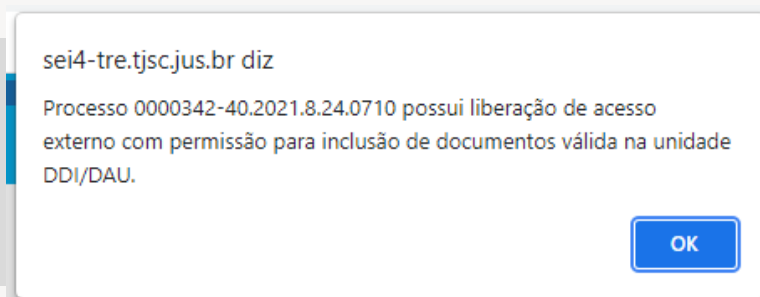 sei4-tre.tjsc.jus.br diz
Processo 0000342-40.2021.8.24.0710 possui liberação de acesso
externo com permissão para inclusão de documentos válida na unidade
DDI/DAU.
OK